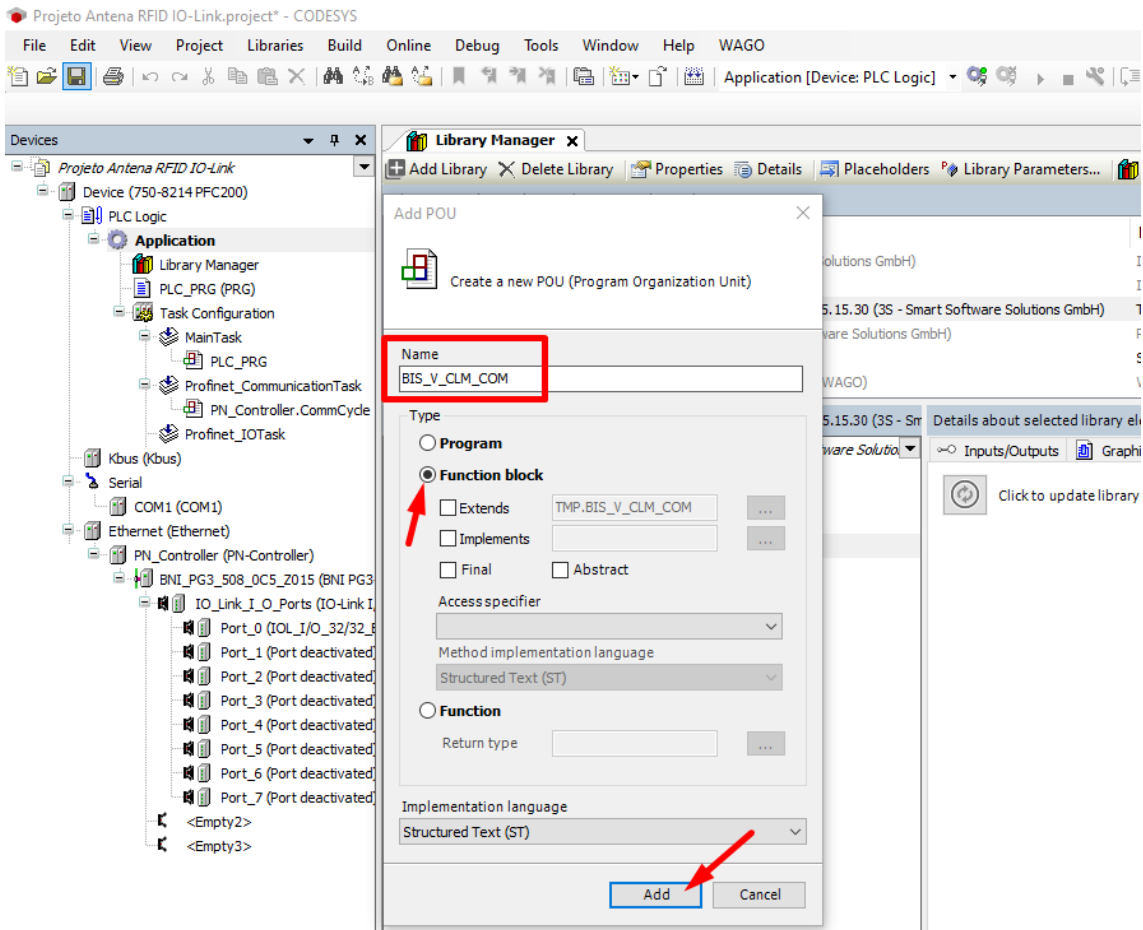 Projeto Antena RFID IO-Link.project* - CODESYS
File Edit View Project Libraries Build Online Debug Tools Window Help WAGO
Application [Device: PLC Logic]
Devices
Projeto Antena RFID IO-Link
Device (750-8214 PFC200)
PLC Logic
Application
Library Manager
PLC_PRG (PRG)
Task Configuration
MainTask
PLC_PRG
Profinet_CommunicationTask
PN_Controller.CommCycle
Profinet_IOTask
Kbus (Kbus)
Serial
COM1 (COM1)
Ethernet (Ethernet)
PN_Controller (PN-Controller)
BNI_PG3_508_0C5_Z015 (BNI PG3-
IO_Link_I_O_Ports (IO-Link I
Port_0 (IOL_I/O_32/32_
Port_1 (Port deactivated)
Port_2 (Port deactivated)
Port_3 (Port deactivated)
Port_4 (Port deactivated)
Port_5 (Port deactivated)
Port_6 (Port deactivated)
Port_7 (Port deactivated)
<Empty2>
<Empty3>
Library Manager
Add Library Delete Library Properties Details Placeholders Library Parameters...
Add POU
Create a new POU (Program Organization Unit)
Name
BIS_V_CLM_COM
Type
Program
Function block
Extends TMP.BIS_V_CLM_COM ...
Implements ...
Final Abstract
Access specifier
Method implementation language
Structured Text (ST)
Function
Return type ...
Implementation language
Structured Text (ST)
Add Cancel
olutions GmbH)
5.15.30 (3S - Smart Software Solutions GmbH)
vare Solutions GmbH)
WAGO)
5.15.30 (3S - Sm
ware Solutio
Details about selected library el
Inputs/Outputs Graphi
Click to update library